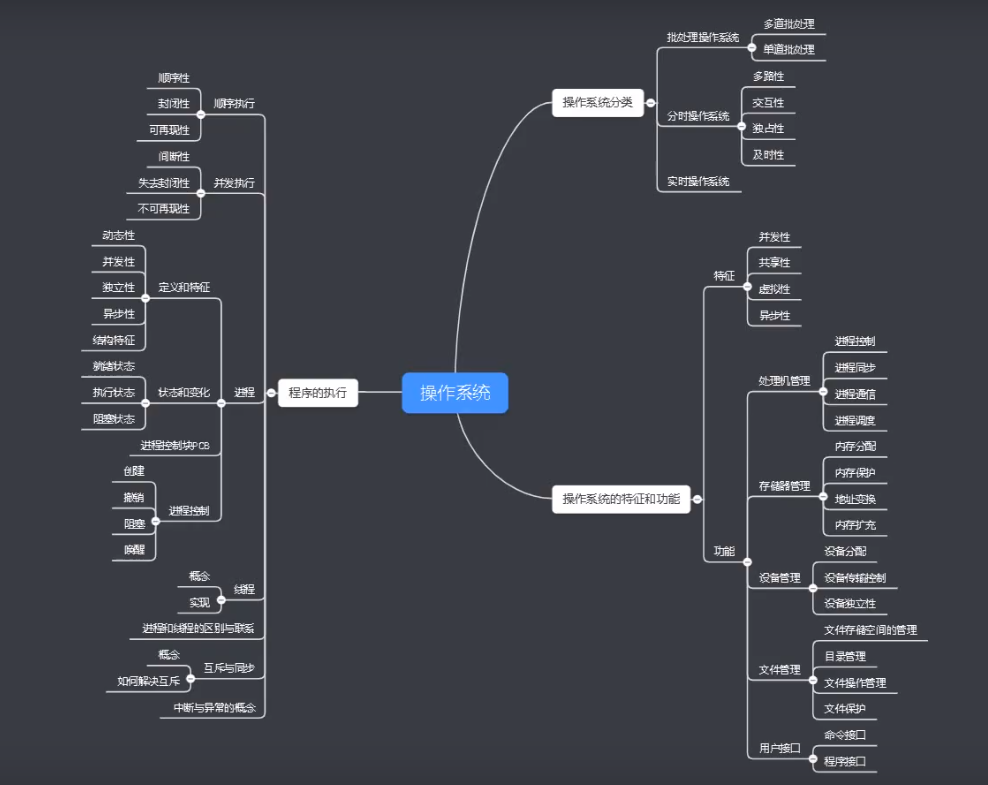 操作系统
操作系统分类
批处理操作系统
多道批处理
单道批处理
分时操作系统
多路性
交互性
独占性
及时性
实时操作系统
操作系统的特征和功能
特征
并发性
共享性
虚拟性
异步性
功能
处理机管理
进程控制
进程同步
进程通信
进程调度
存储器管理
内存分配
内存保护
地址变换
内存扩充
设备管理
设备分配
设备传输控制
设备独立性
文件管理
文件存储空间的管理
目录管理
文件操作管理
文件保护
用户接口
命令接口
程序接口
程序的执行
顺序执行
顺序性
封闭性
可再现性
并发执行
间断性
失去封闭性
不可再现性
进程
定义和特征
动态性
并发性
独立性
异步性
结构特征
状态和变化
就绪状态
执行状态
阻塞状态
进程控制块PCB
进程控制
创建
撤销
阻塞
唤醒
线程
概念
实现
进程和线程的区别与联系
互斥与同步
概念
如何解决互斥
中断与异常的概念